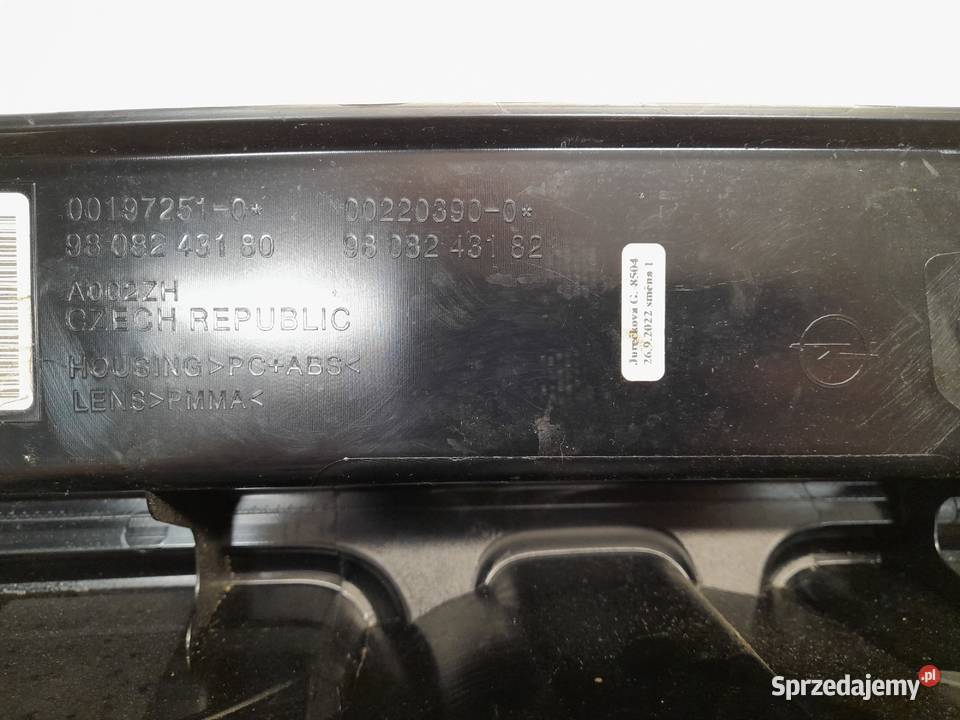 00197251-0* 00220390-0*
98 082 431 80 98 082 431 82
A002ZH
CZECH REPUBLIC
HOUSING>PC+ABS<
LENS>PMMA<
Jurečkova G. 8504
26.9.2022 směna 1
Sprzedajemy.pl